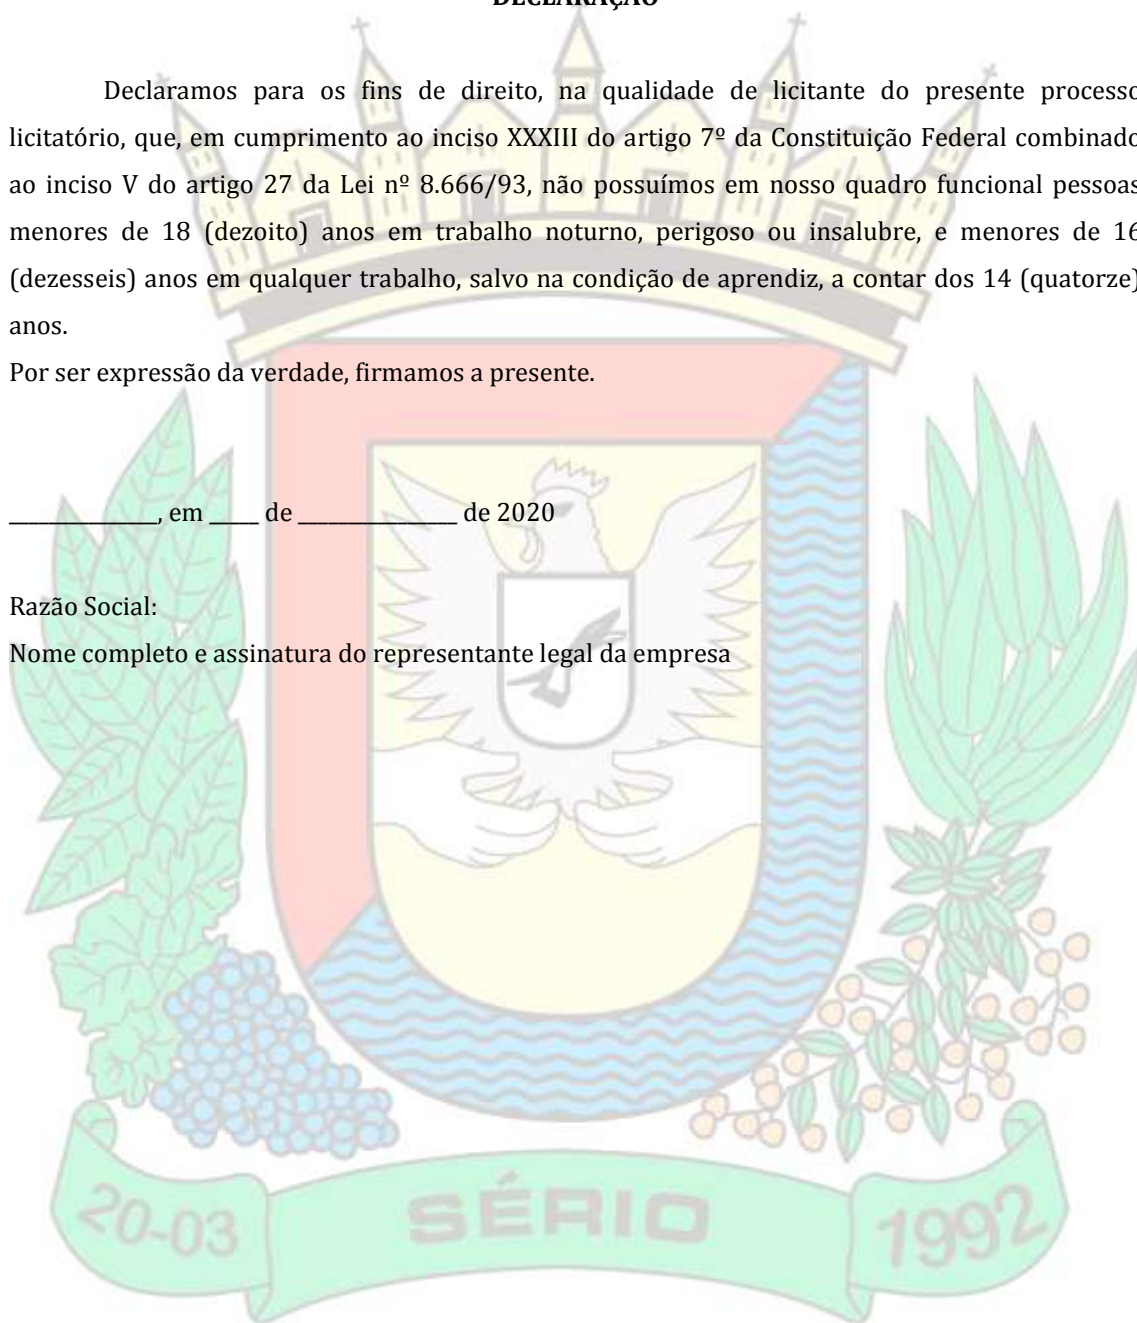 DECLARAÇÃO
Declaramos para os fins de direito, na qualidade de licitante do presente processo
licitatório, que, em cumprimento ao inciso XXXIII do artigo 7º da Constituição Federal combinado
ao inciso V do artigo 27 da Lei nº 8.666/93, não possuímos em nosso quadro funcional pessoas
menores de 18 (dezoito) anos em trabalho noturno, perigoso ou insalubre, e menores de 16
(dezesseis) anos em qualquer trabalho, salvo na condição de aprendiz, a contar dos 14 (quatorze)
anos.
Por ser expressão da verdade, firmamos a presente.
_______________, em _____ de ________________ de 2020
Razão Social:
Nome completo e assinatura do representante legal da empresa
20-03 SÉRIO 1992